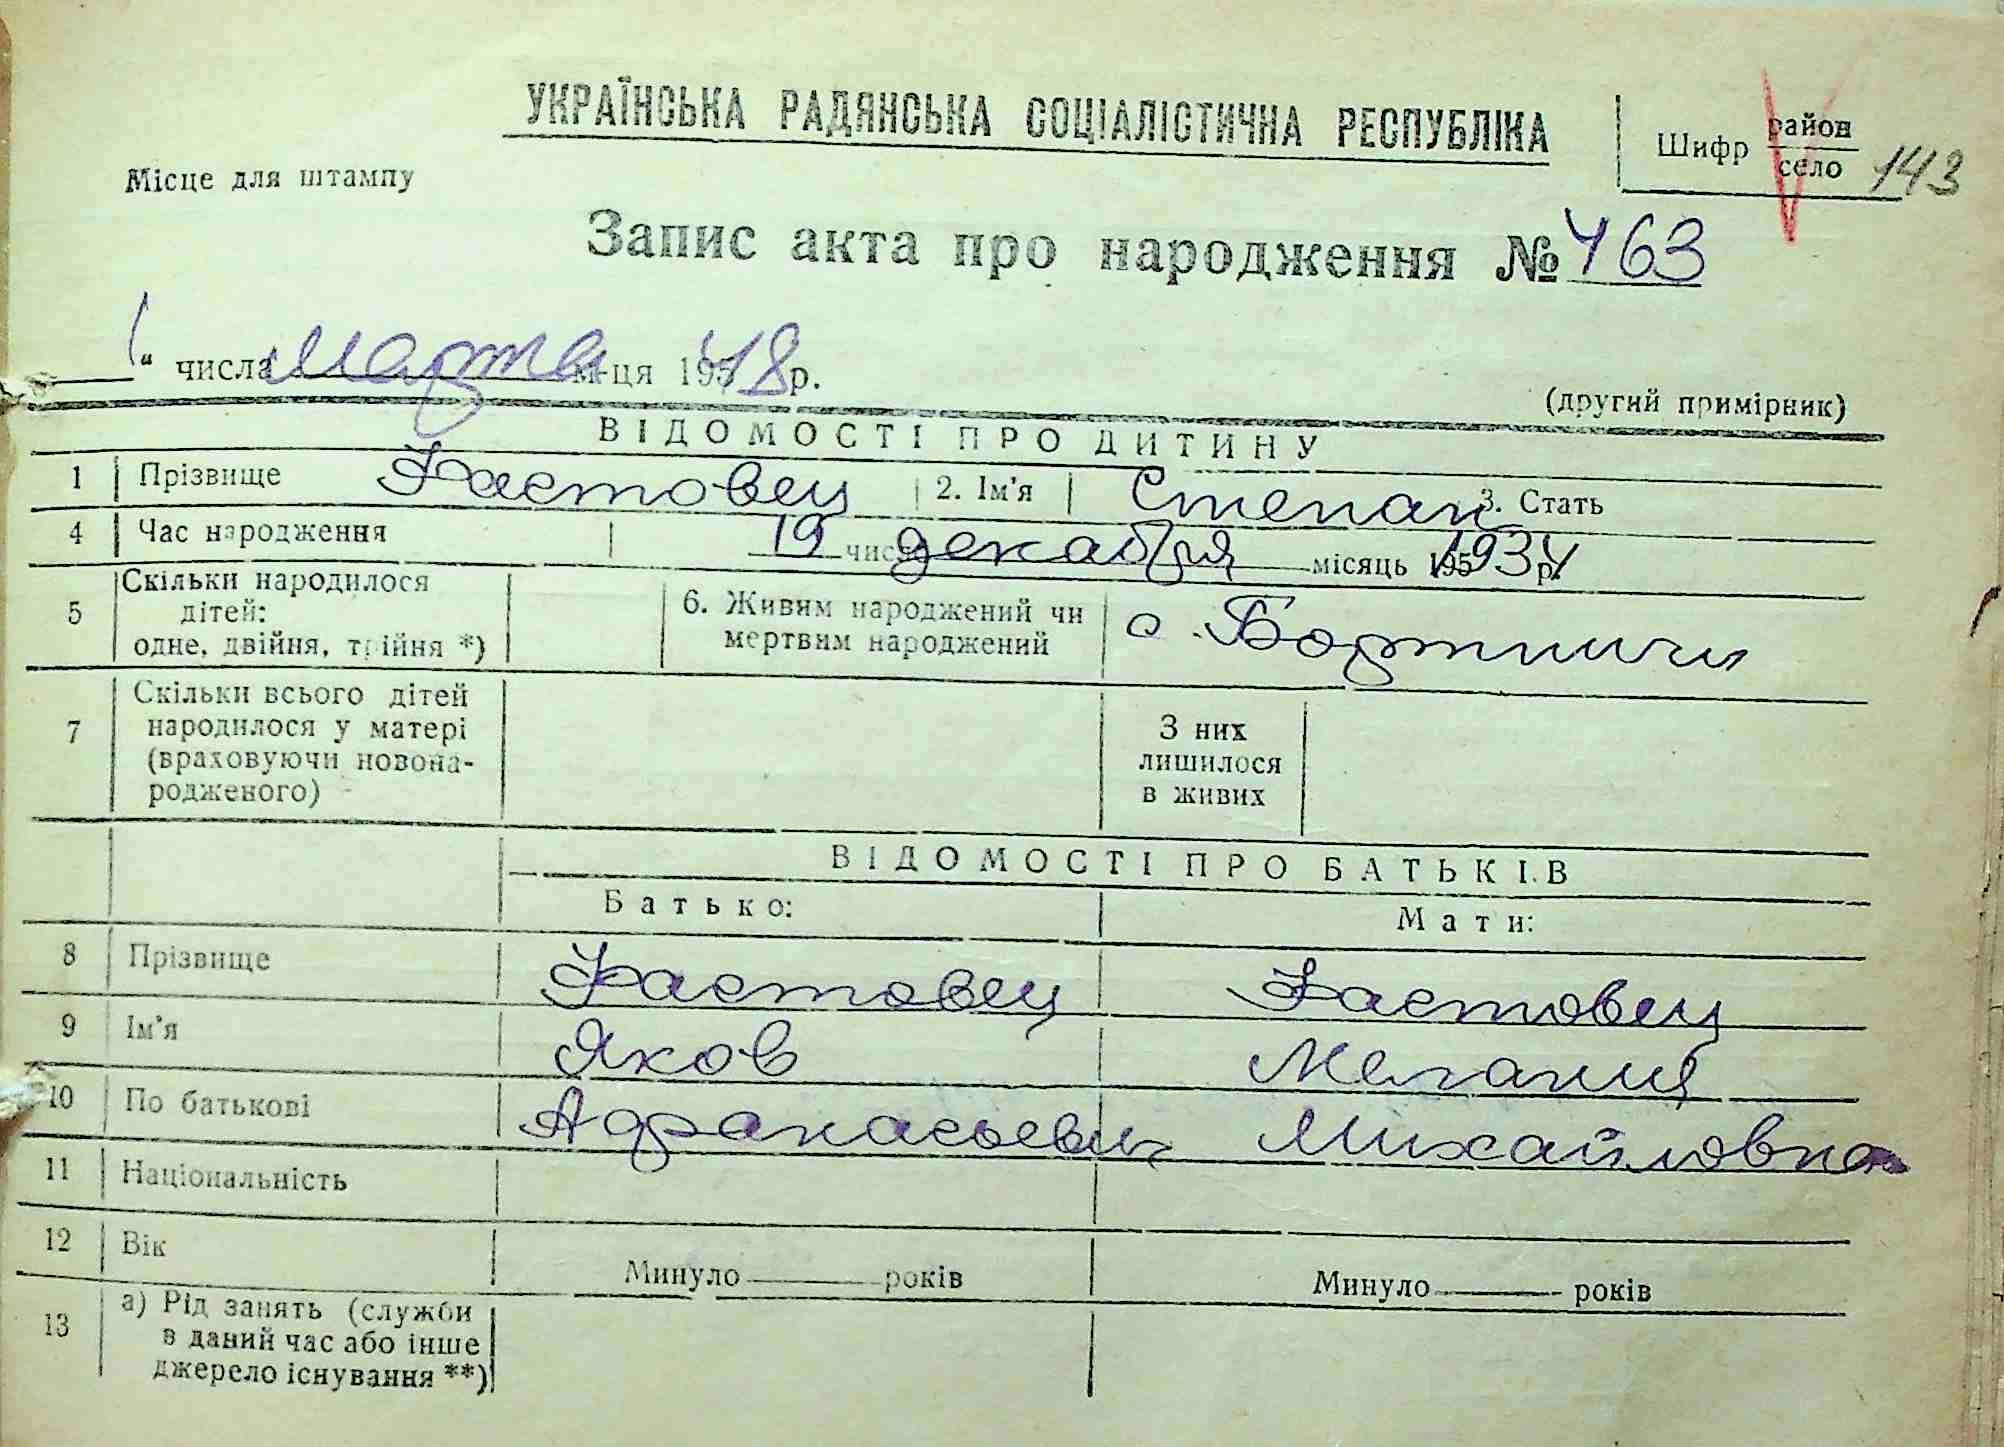 УКРАЇНСЬКА РАДЯНСЬКА СОЦІАЛІСТИЧНА РЕСПУБЛІКА
Шифр район
село 143
Місце для штампу
Запис акта про народження № 463
1 “ числа марта м-ця 195 48 р.
(другий примірник)
ВІДОМОСТІ ПРО ДИТИНУ
1 Прізвище Фастовец 2. Ім'я Степан 3. Стать
4 Час народження 19 числа декабря місяць 195 1934 р.
5 Скільки народилося дітей: одне, двійня, трійня *) 6. Живим народжений чи мертвим народжений с. Бортничи
7 Скільки всього дітей народилося у матері (враховуючи новона-родженого) З них лишилося в живих
ВІДОМОСТІ ПРО БАТЬКІВ
Батько: Мати:
8 Прізвище Фастовец Фастовец
9 Ім'я Яков Мелания
10 По батькові Афанасьевич Михайловна
11 Національність
12 Вік Минуло років Минуло років
13 а) Рід занять (служби в даний час або інше джерело існування **)